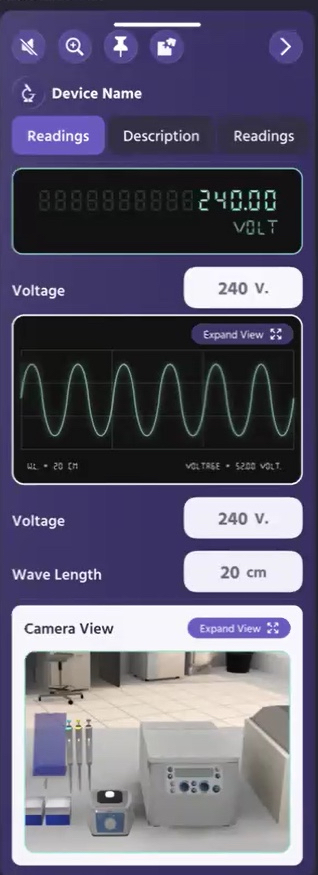 Device Name
Readings Description Readings
240.00
VOLT
Voltage 240 V.
Expand View
WL = 20 CM VOLTAGE = 5200 VOLT.
Voltage 240 V.
Wave Length 20 cm
Camera View Expand View